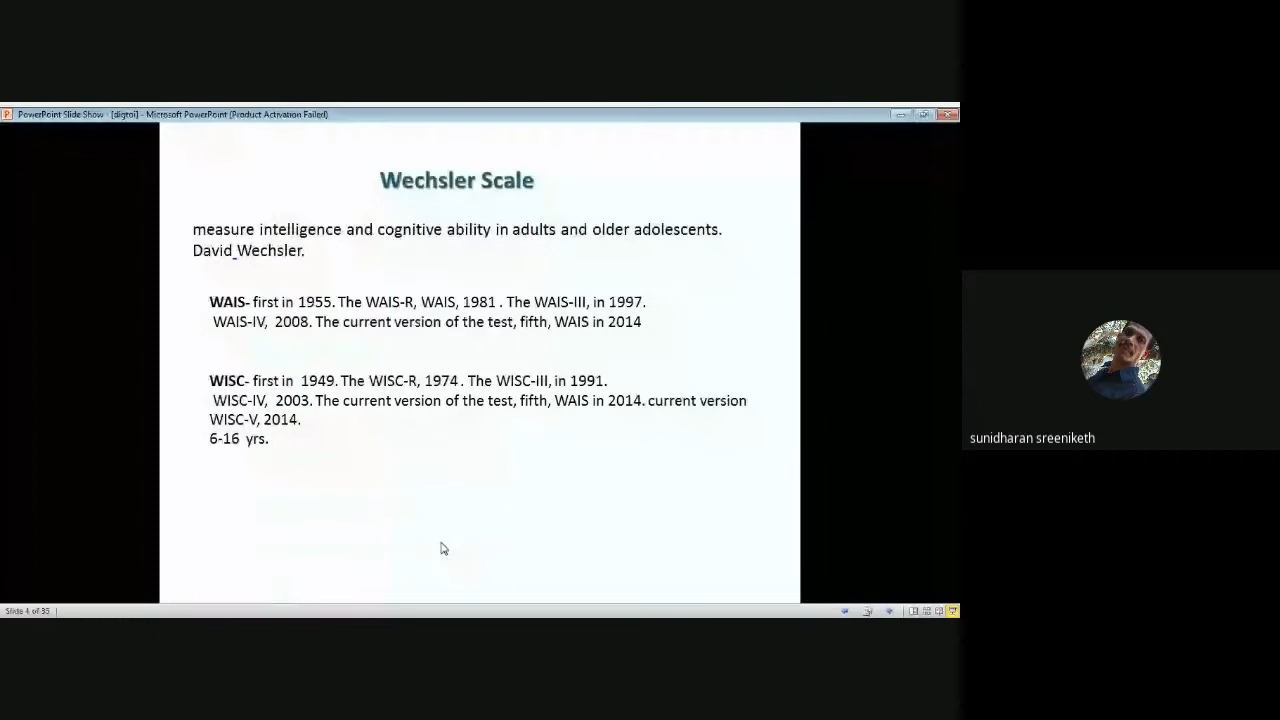 PowerPoint Slide Show - [digtoi] - Microsoft PowerPoint (Product Activation Failed)
Wechsler Scale
measure intelligence and cognitive ability in adults and older adolescents.
David Wechsler.
WAIS- first in 1955. The WAIS-R, WAIS, 1981 . The WAIS-III, in 1997.
WAIS-IV, 2008. The current version of the test, fifth, WAIS in 2014
WISC- first in 1949. The WISC-R, 1974 . The WISC-III, in 1991.
WISC-IV, 2003. The current version of the test, fifth, WAIS in 2014. current version
WISC-V, 2014.
6-16 yrs.
sunidharan sreeniketh
Slide 4 of 35